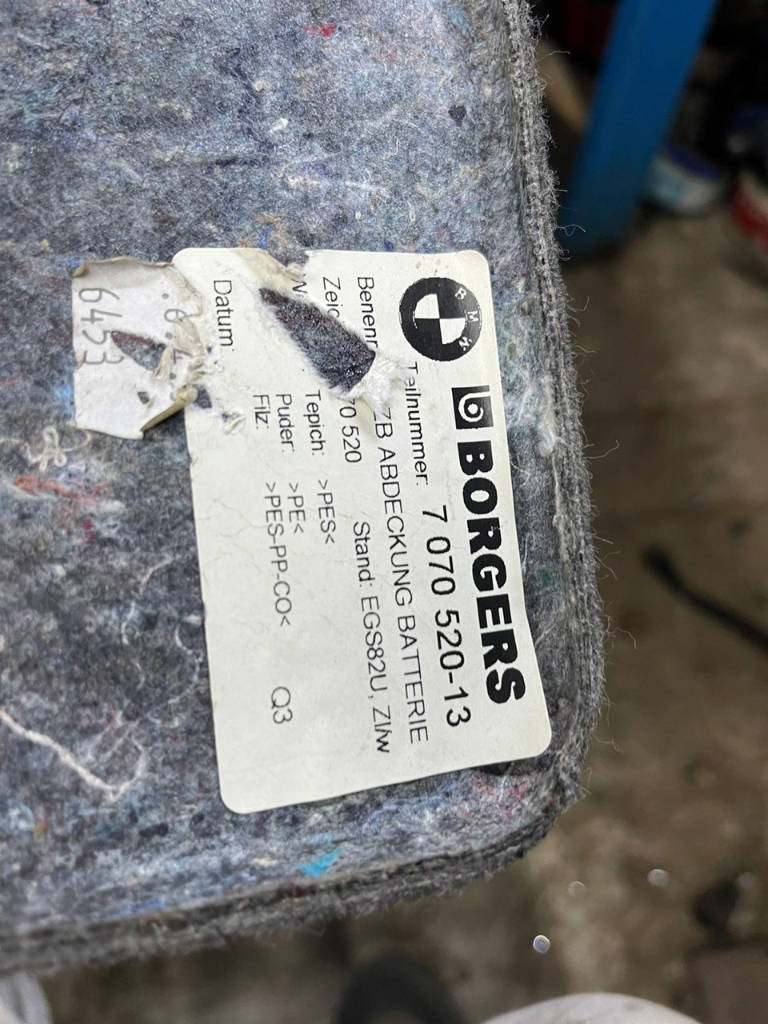 BMW
BORGERS
Teilnummer: 7 070 520-13
ZB ABDECKUNG BATTERIE
70 520 Stand: EGS82U, ZI/w
Tepich: >PES<
Puder: >PE<
Filz: >PES-PP-CO<
Q3
Datum:
6453